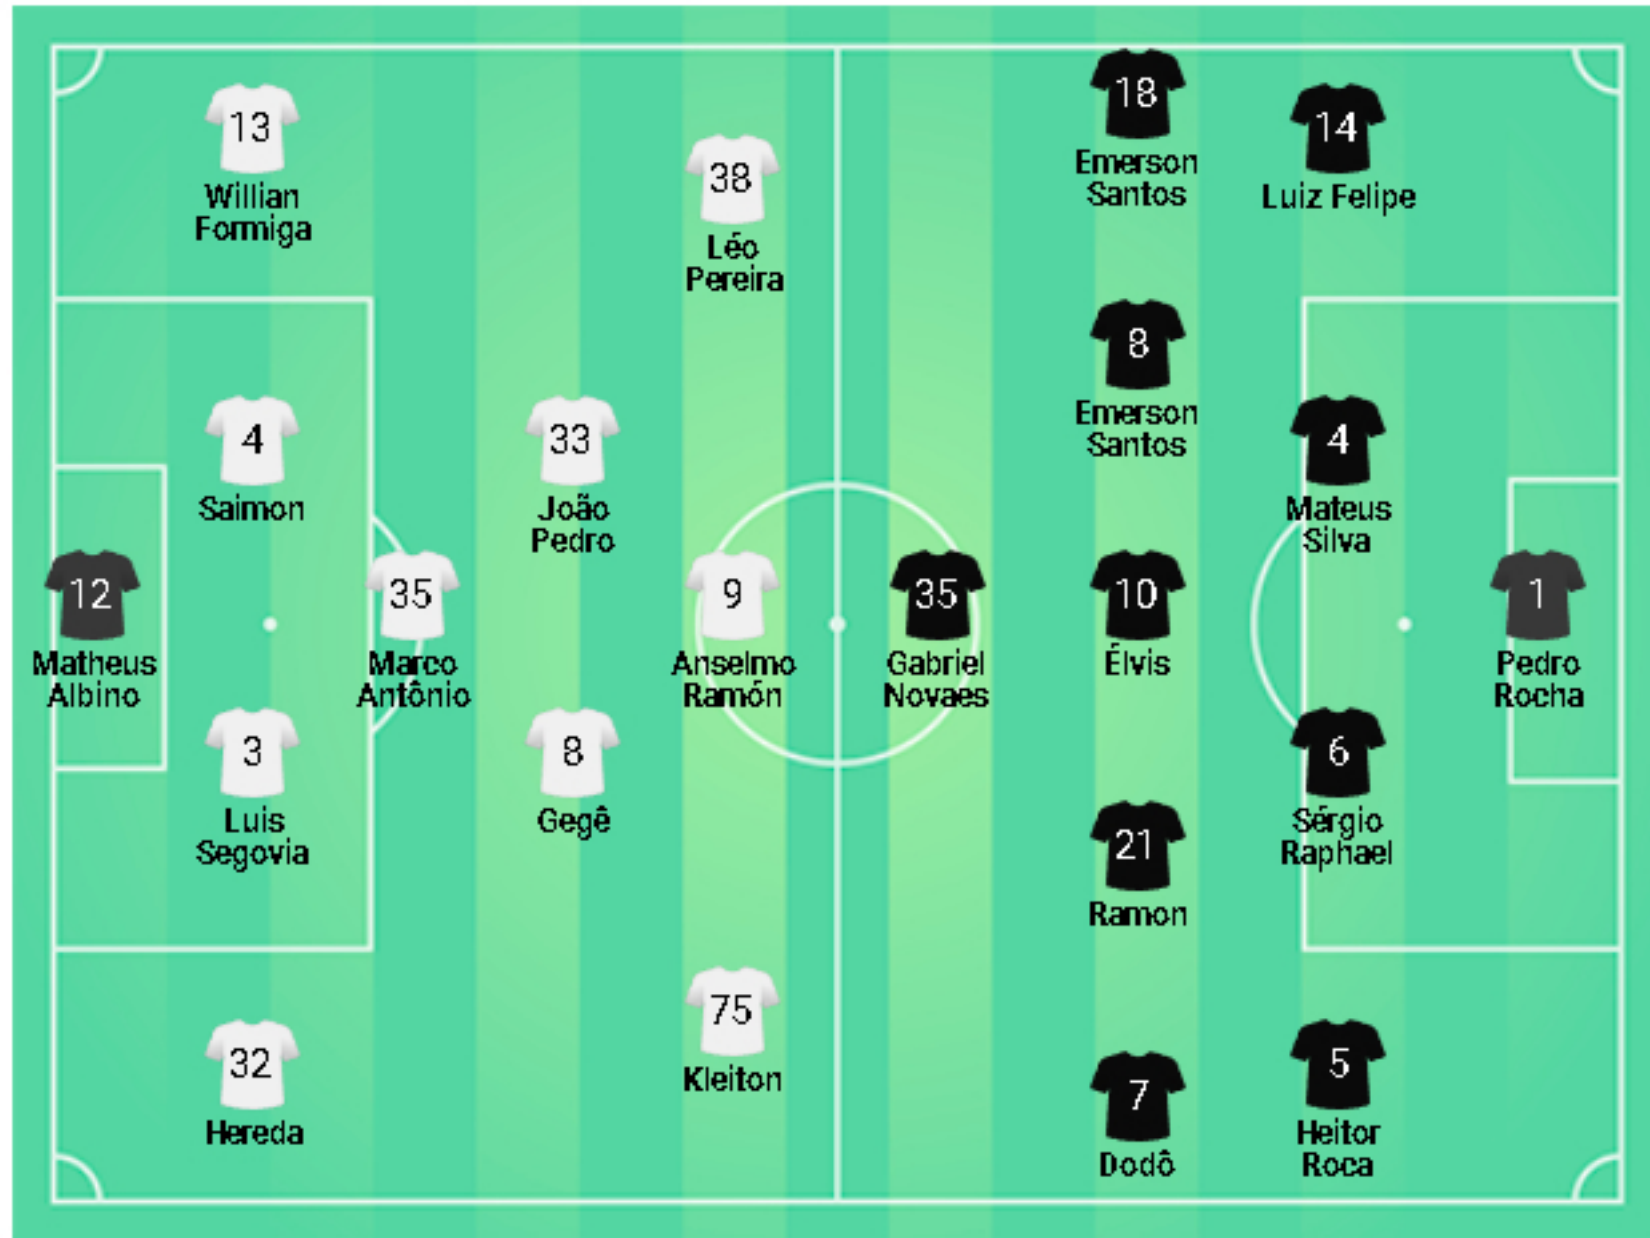 13
Willian
Formiga
4
Saimon
12
Matheus
Albino
3
Luis
Segovia
32
Hereda
35
Marco
Antônio
33
João
Pedro
8
Gegê
38
Léo
Pereira
9
Anselmo
Ramón
75
Kleiton
35
Gabriel
Novaes
18
Emerson
Santos
8
Emerson
Santos
10
Élvis
21
Ramon
7
Dodô
14
Luiz Felipe
4
Mateus
Silva
6
Sérgio
Raphael
5
Heitor
Roca
1
Pedro
Rocha